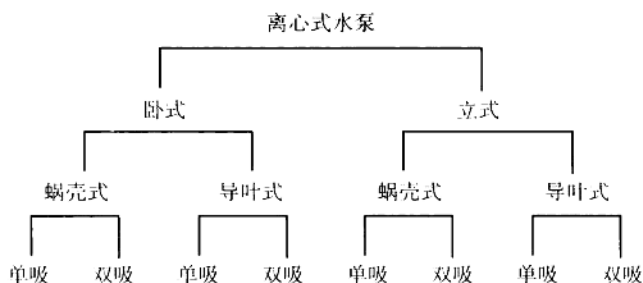 离心式水泵
卧式 立式
蜗壳式 导叶式 蜗壳式 导叶式
单吸 双吸 单吸 双吸 单吸 双吸 单吸 双吸